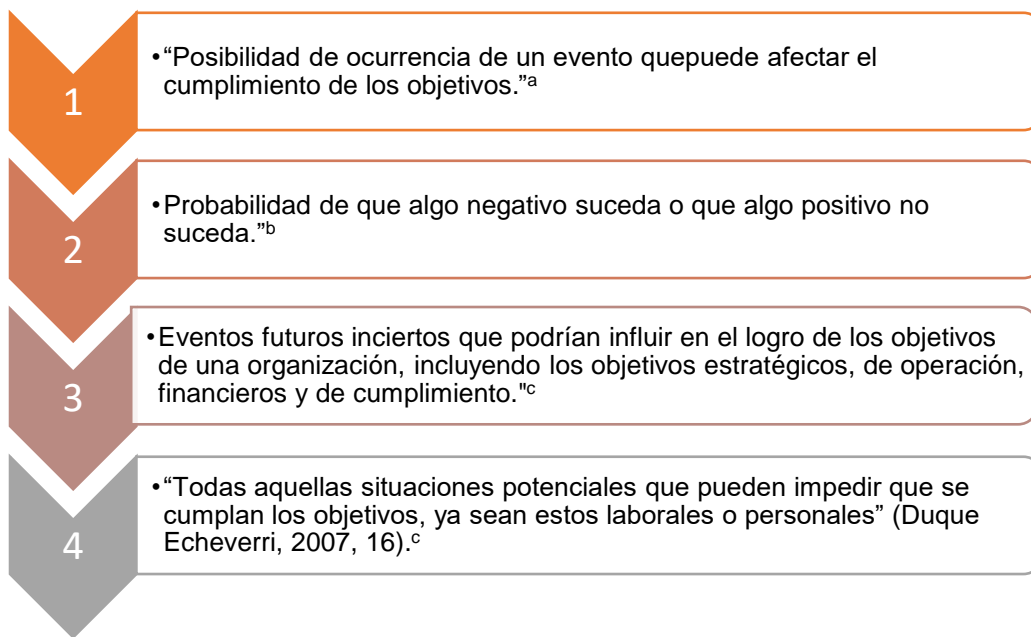 1
•“Posibilidad de ocurrencia de un evento quepuede afectar el
cumplimiento de los objetivos.”ᵃ
2
•Probabilidad de que algo negativo suceda o que algo positivo no
suceda.”ᵇ
3
•Eventos futuros inciertos que podrían influir en el logro de los objetivos
de una organización, incluyendo los objetivos estratégicos, de operación,
financieros y de cumplimiento."ᶜ
4
•“Todas aquellas situaciones potenciales que pueden impedir que se
cumplan los objetivos, ya sean estos laborales o personales” (Duque
Echeverri, 2007, 16).ᶜ